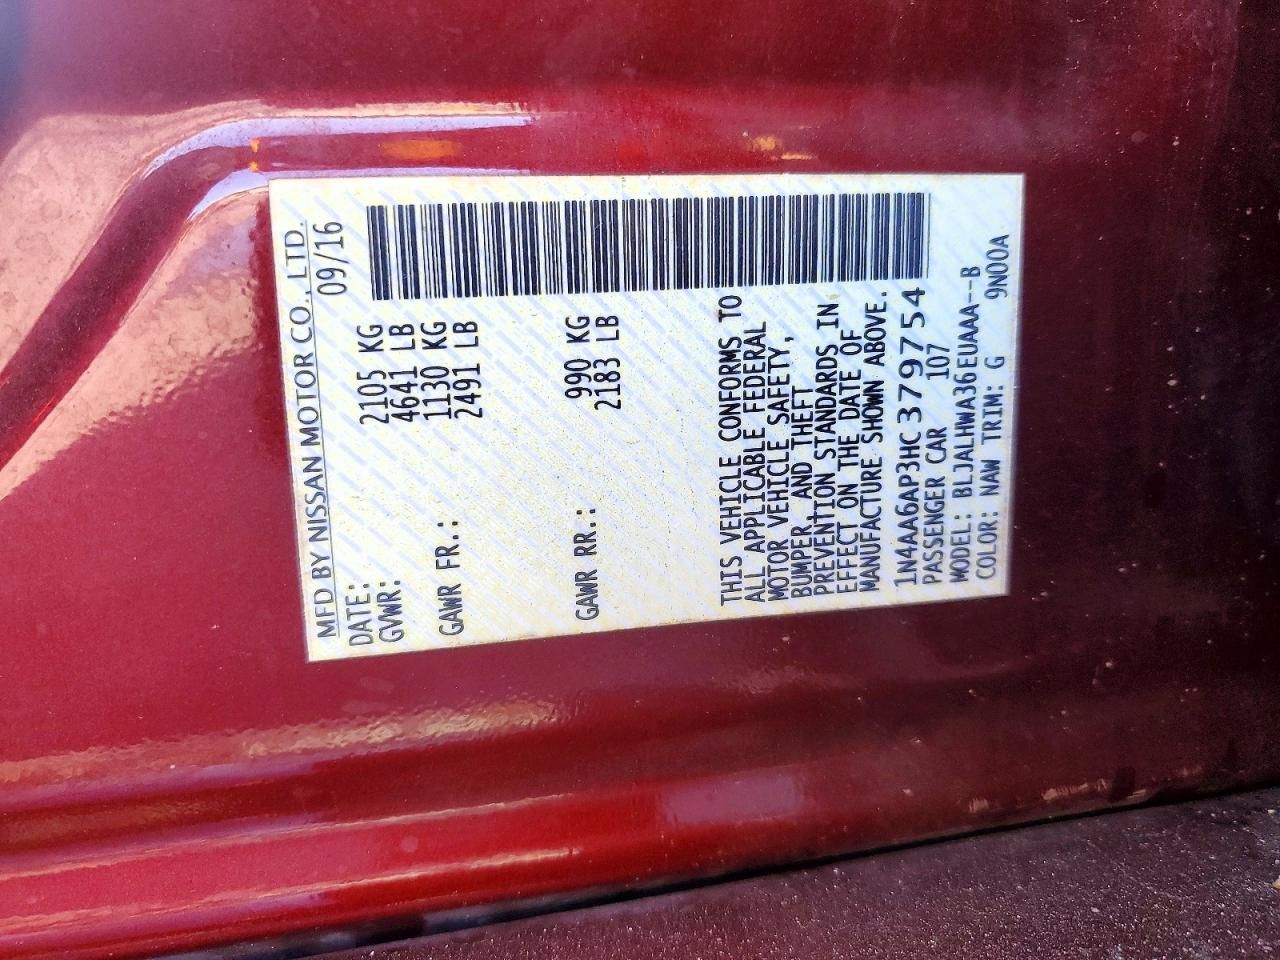 MFD BY NISSAN MOTOR CO., LTD.
DATE: 09/16
GVWR: 2105 KG
4641 LB
GAWR FR.: 1130 KG
2491 LB
GAWR RR.: 990 KG
2183 LB
THIS VEHICLE CONFORMS TO
ALL APPLICABLE FEDERAL
MOTOR VEHICLE SAFETY,
BUMPER, AND THEFT
PREVENTION STANDARDS IN
EFFECT ON THE DATE OF
MANUFACTURE SHOWN ABOVE.
1N4AA6AP3HC379754
PASSENGER CAR 107
MODEL: BLJALHWA36EUAAA--B
COLOR: NAW TRIM: G 9N00A